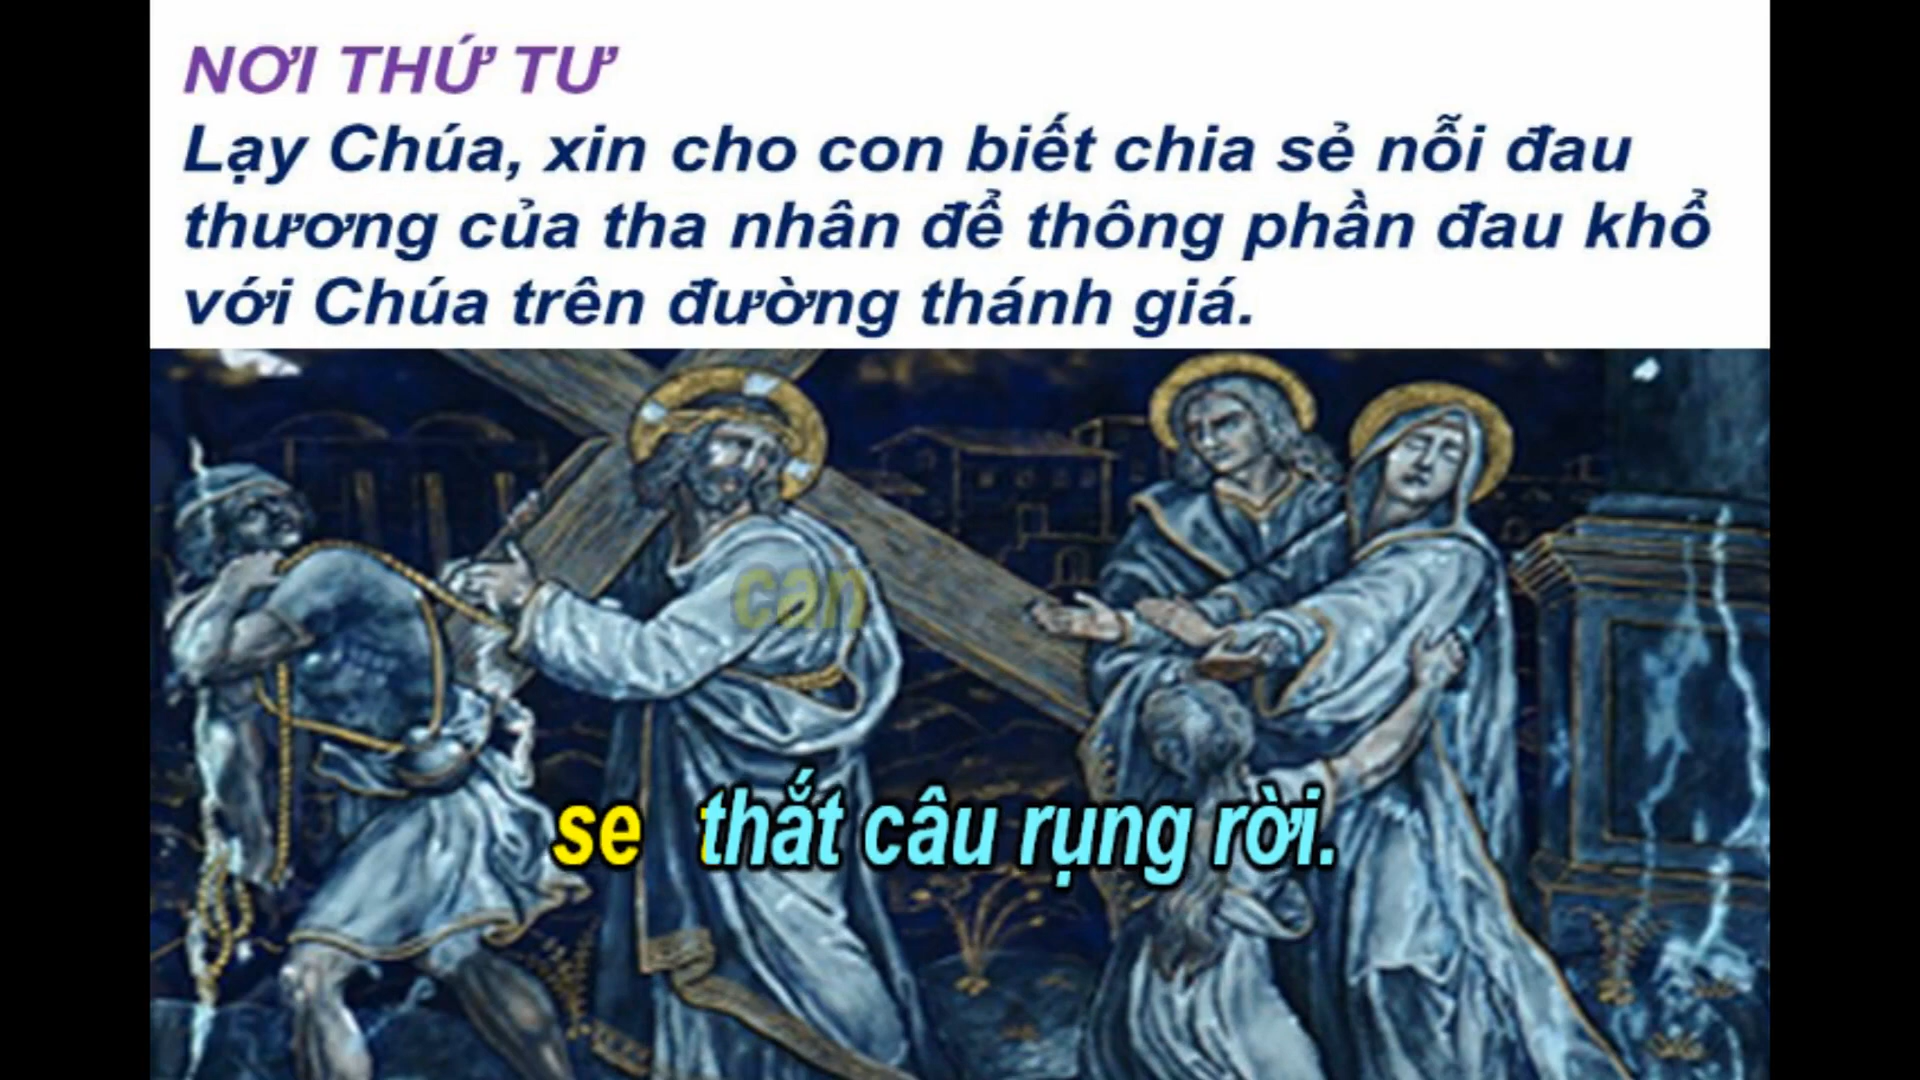 NƠI THỨ TƯ
Lạy Chúa, xin cho con biết chia sẻ nỗi đau
thương của tha nhân để thông phần đau khổ
với Chúa trên đường thánh giá.
can
se thắt câu rụng rời.